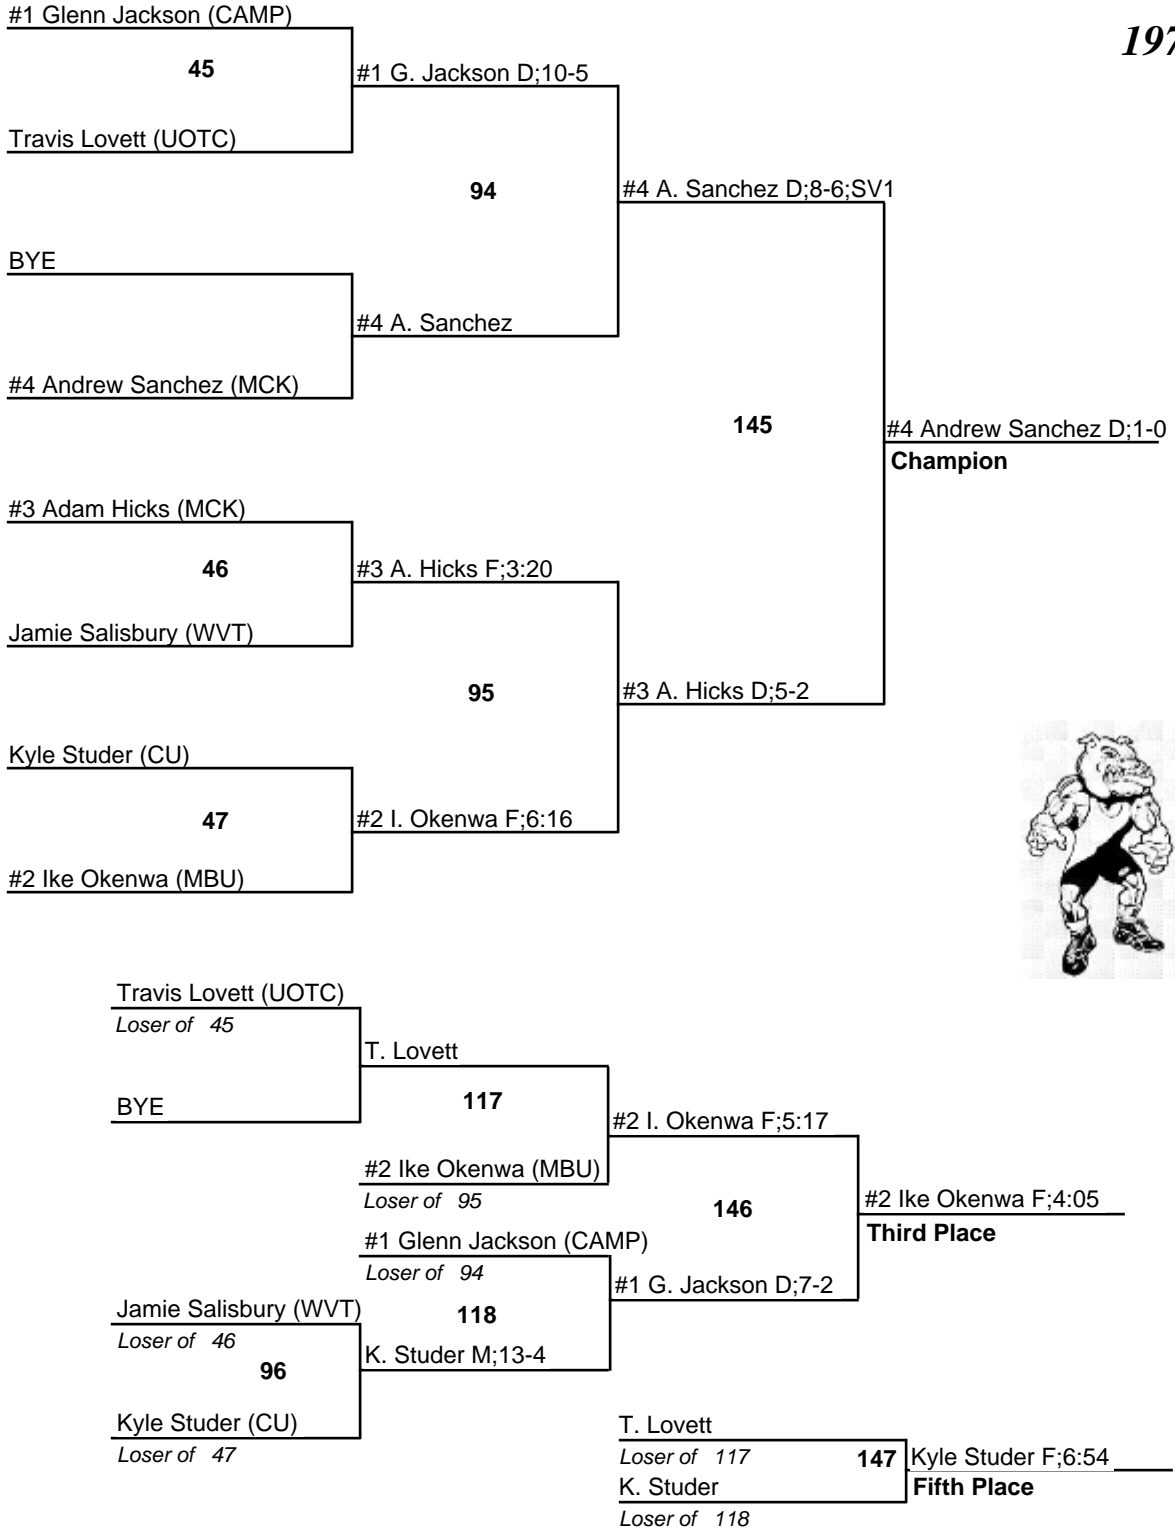 #1 Glenn Jackson (CAMP)
197
45
#1 G. Jackson D;10-5
Travis Lovett (UOTC)
94
#4 A. Sanchez D;8-6;SV1
BYE
#4 A. Sanchez
#4 Andrew Sanchez (MCK)
145
#4 Andrew Sanchez D;1-0
Champion
#3 Adam Hicks (MCK)
46
#3 A. Hicks F;3:20
Jamie Salisbury (WVT)
95
#3 A. Hicks D;5-2
Kyle Studer (CU)
47
#2 I. Okenwa F;6:16
#2 Ike Okenwa (MBU)
Travis Lovett (UOTC)
Loser of 45
T. Lovett
BYE
117
#2 I. Okenwa F;5:17
#2 Ike Okenwa (MBU)
Loser of 95
146
#2 Ike Okenwa F;4:05
Third Place
#1 Glenn Jackson (CAMP)
Loser of 94
#1 G. Jackson D;7-2
Jamie Salisbury (WVT)
Loser of 46
118
K. Studer M;13-4
96
Kyle Studer (CU)
Loser of 47
T. Lovett
Loser of 117
147
Kyle Studer F;6:54
K. Studer
Fifth Place
Loser of 118